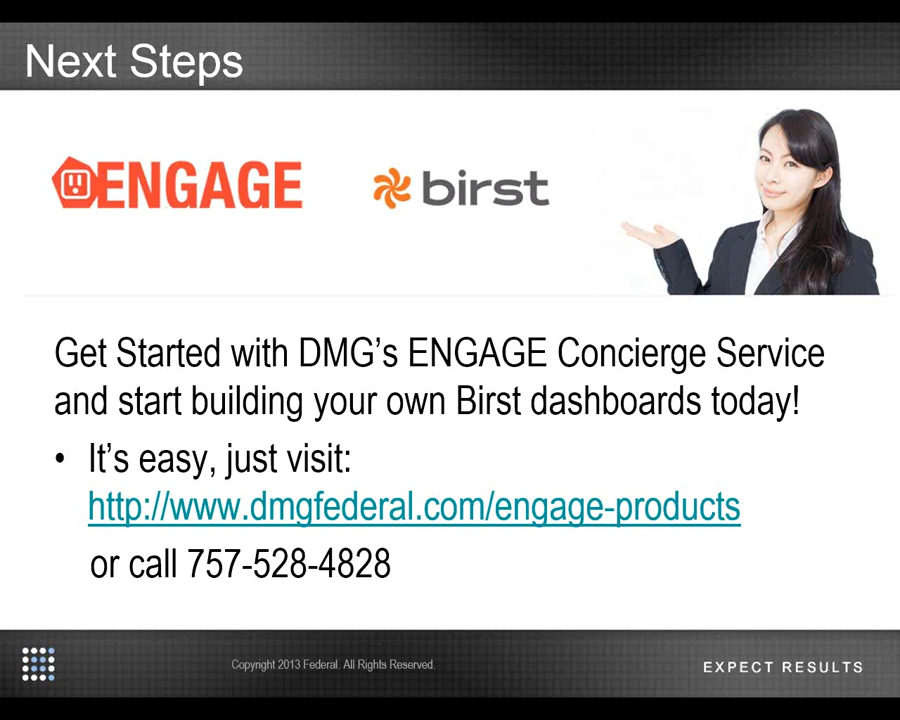 Next Steps
ENGAGE
birst
Get Started with DMG’s ENGAGE Concierge Service
and start building your own Birst dashboards today!
• It’s easy, just visit:
http://www.dmgfederal.com/engage-products
or call 757-528-4828
Copyright 2013 Federal. All Rights Reserved.
EXPECT RESULTS